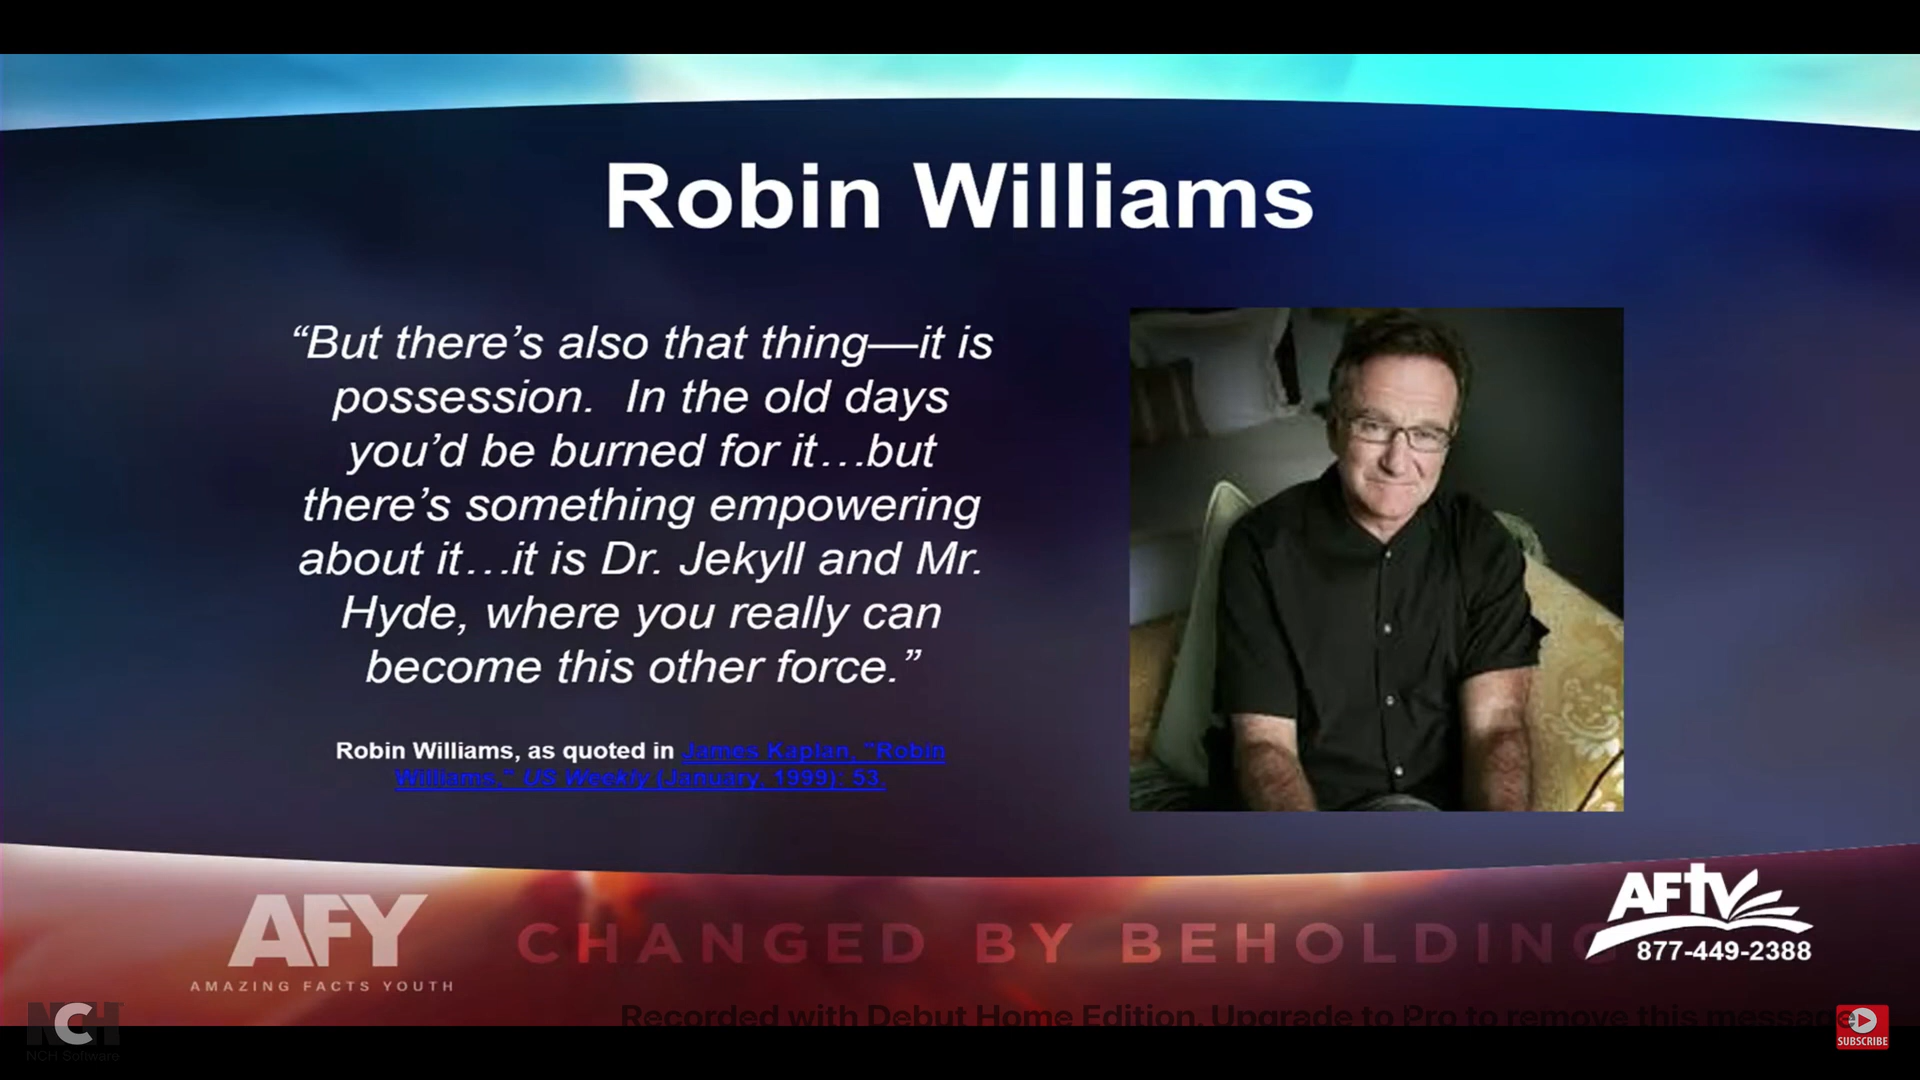 Robin Williams
“But there’s also that thing—it is
possession.  In the old days
you’d be burned for it…but
there’s something empowering
about it…it is Dr. Jekyll and Mr.
Hyde, where you really can
become this other force.”
Robin Williams, as quoted in James Kaplan, "Robin
Williams," US Weekly (January, 1999): 53.
AFY
AMAZING FACTS YOUTH
CHANGED BY BEHOLDING
AFTV
877-449-2388
NCH
NCH Software
Recorded with Debut Home Edition. Upgrade to Pro to remove this message
SUBSCRIBE